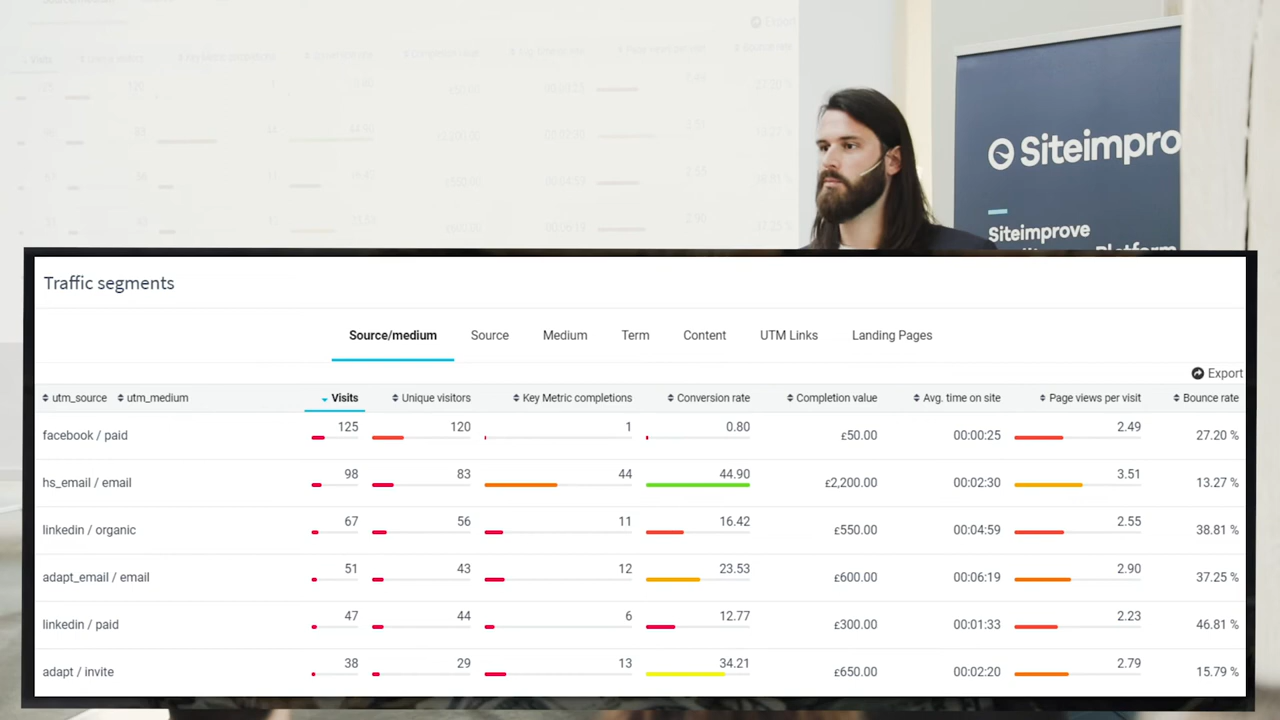 Export
Siteimpro
Siteimprove
Platform
Traffic segments
Source/medium Source Medium Term Content UTM Links Landing Pages
Export
utm_source utm_medium Visits Unique visitors Key Metric completions Conversion rate Completion value Avg. time on site Page views per visit Bounce rate
facebook / paid 125 120 1 0.80 £50.00 00:00:25 2.49 27.20 %
hs_email / email 98 83 44 44.90 £2,200.00 00:02:30 3.51 13.27 %
linkedin / organic 67 56 11 16.42 £550.00 00:04:59 2.55 38.81 %
adapt_email / email 51 43 12 23.53 £600.00 00:06:19 2.90 37.25 %
linkedin / paid 47 44 6 12.77 £300.00 00:01:33 2.23 46.81 %
adapt / invite 38 29 13 34.21 £650.00 00:02:20 2.79 15.79 %